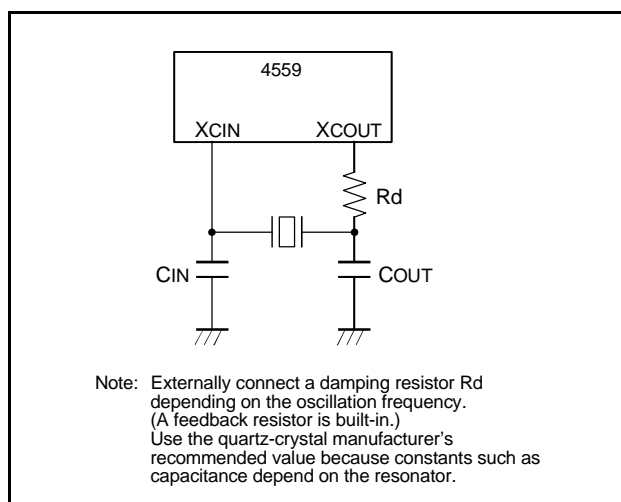 4559
XCIN XCOUT
Rd
CIN COUT
Note: Externally connect a damping resistor Rd
depending on the oscillation frequency.
(A feedback resistor is built-in.)
Use the quartz-crystal manufacturer's
recommended value because constants such as
capacitance depend on the resonator.